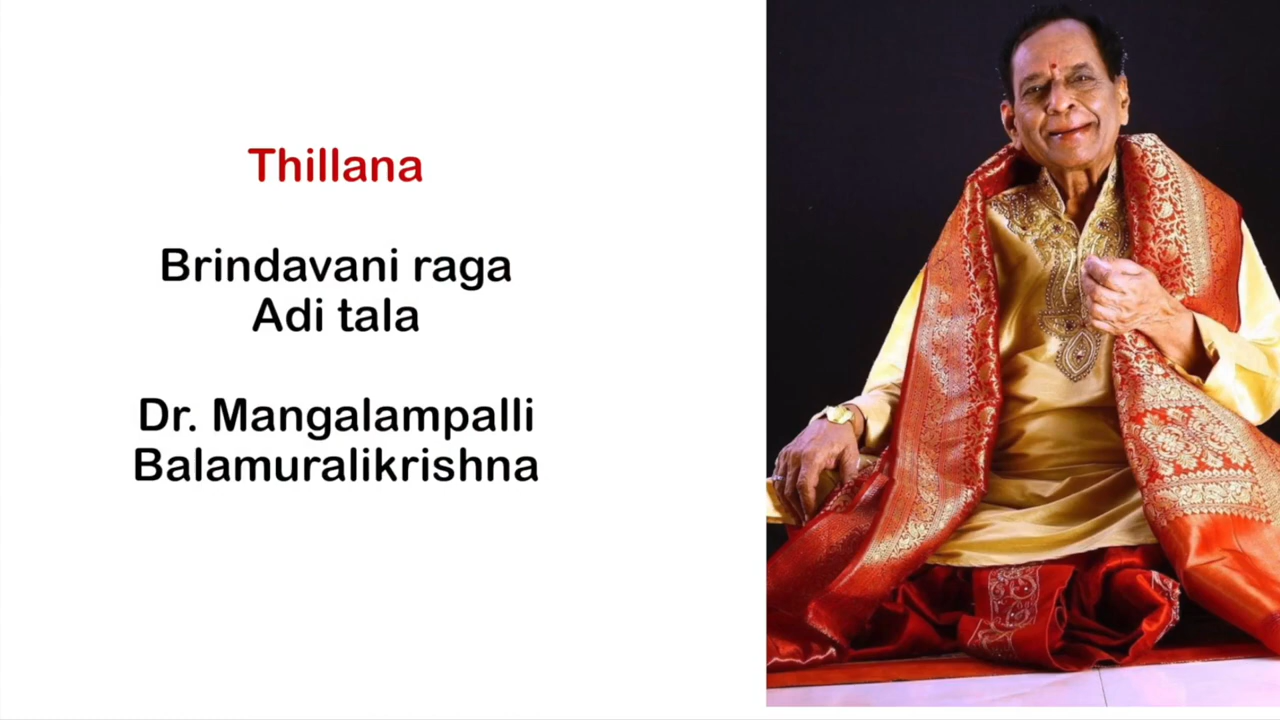 Thillana
Brindavani raga
Adi tala
Dr. Mangalampalli
Balamuralikrishna